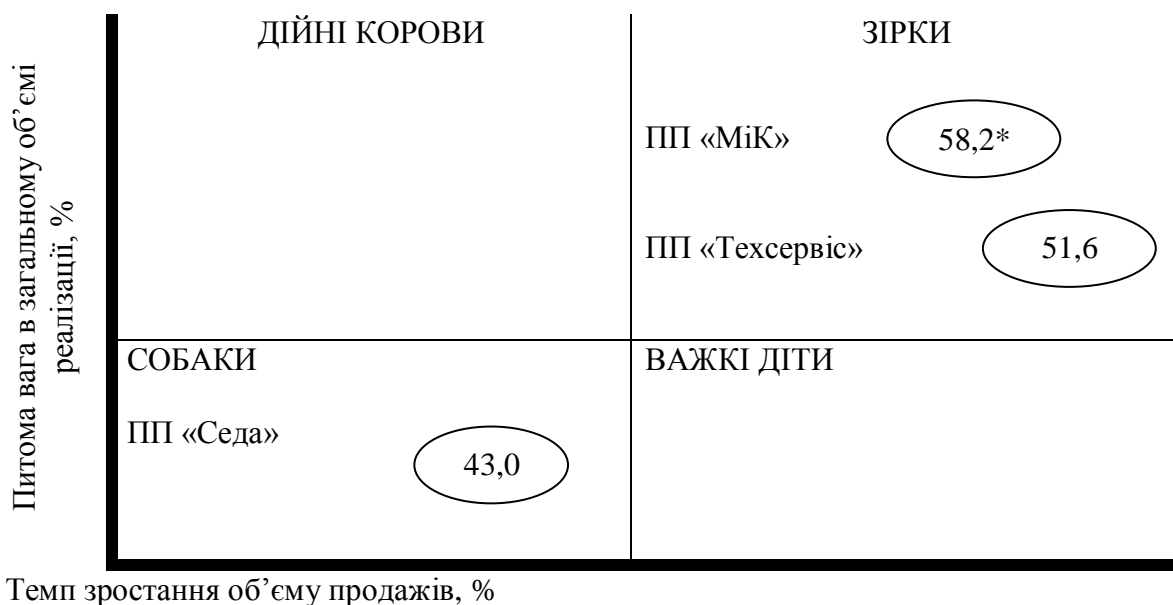 Питома вага в загальному об’ємі
реалізації, %
ДІЙНІ КОРОВИ
ЗІРКИ
ПП «МіК»
58,2*
ПП «Техсервіс»
51,6
СОБАКИ
ВАЖКІ ДІТИ
ПП «Седа»
43,0
Темп зростання об’єму продажів, %